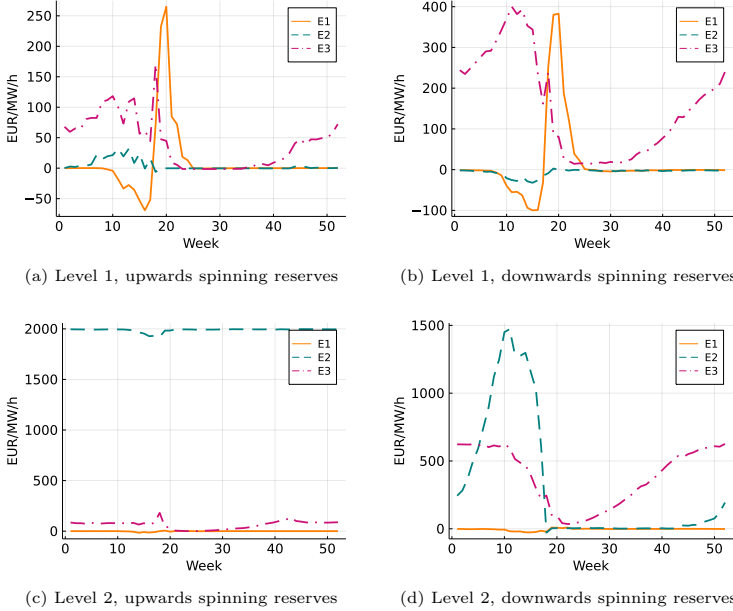 250
200
150
100
50
0
−50
EUR/MW/h
0 10 20 30 40 50
Week
E1
E2
E3
(a) Level 1, upwards spinning reserves
400
300
200
100
0
−100
EUR/MW/h
0 10 20 30 40 50
Week
E1
E2
E3
(b) Level 1, downwards spinning reserves
2000
1500
1000
500
0
EUR/MW/h
0 10 20 30 40 50
Week
E1
E2
E3
(c) Level 2, upwards spinning reserves
1500
1000
500
0
EUR/MW/h
0 10 20 30 40 50
Week
E1
E2
E3
(d) Level 2, downwards spinning reserves